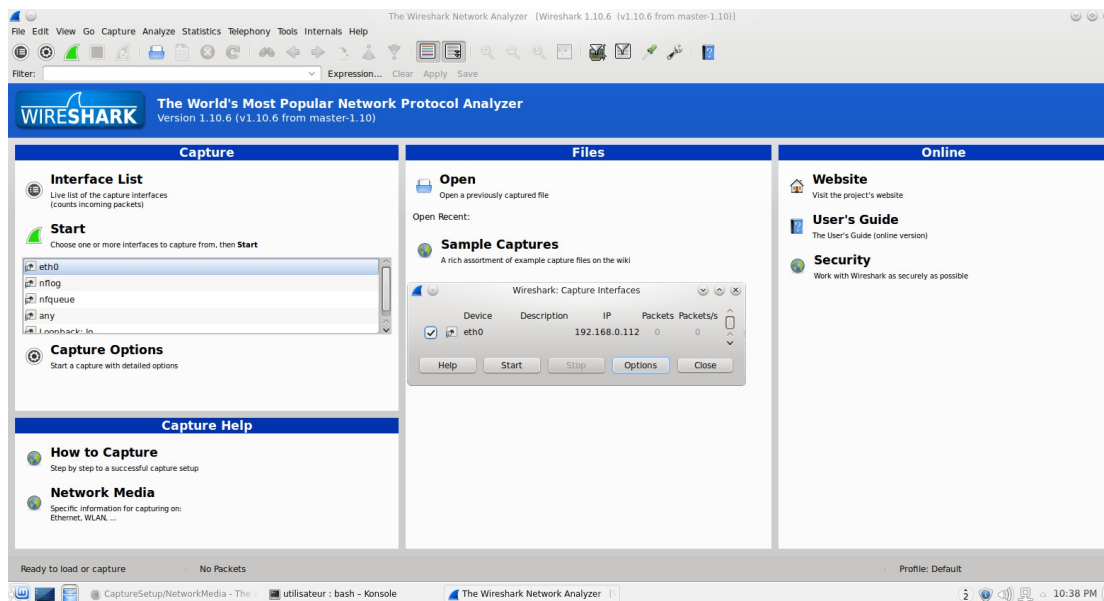 The Wireshark Network Analyzer [Wireshark 1.10.6 (v1.10.6 from master-1.10)]
File Edit View Go Capture Analyze Statistics Telephony Tools Internals Help
Filter: Expression... Clear Apply Save
WIRESHARK
The World's Most Popular Network Protocol Analyzer
Version 1.10.6 (v1.10.6 from master-1.10)
Capture
Interface List
Live list of the capture interfaces
(counts incoming packets)
Start
Choose one or more interfaces to capture from, then Start
eth0
nflog
nfqueue
any
Loopback: lo
Capture Options
Start a capture with detailed options
Capture Help
How to Capture
Step by step to a successful capture setup
Network Media
Specific information for capturing on:
Ethernet, WLAN, ...
Files
Open
Open a previously captured file
Open Recent:
Sample Captures
A rich assortment of example capture files on the wiki
Wireshark: Capture Interfaces
Device Description IP Packets Packets/s
eth0 192.168.0.112 0 0
Help Start Stop Options Close
Online
Website
Visit the project's website
User's Guide
The User's Guide (online version)
Security
Work with Wireshark as securely as possible
Ready to load or capture No Packets Profile: Default
CaptureSetup/NetworkMedia - The
utilisateur : bash – Konsole
The Wireshark Network Analyzer
2
10:38 PM